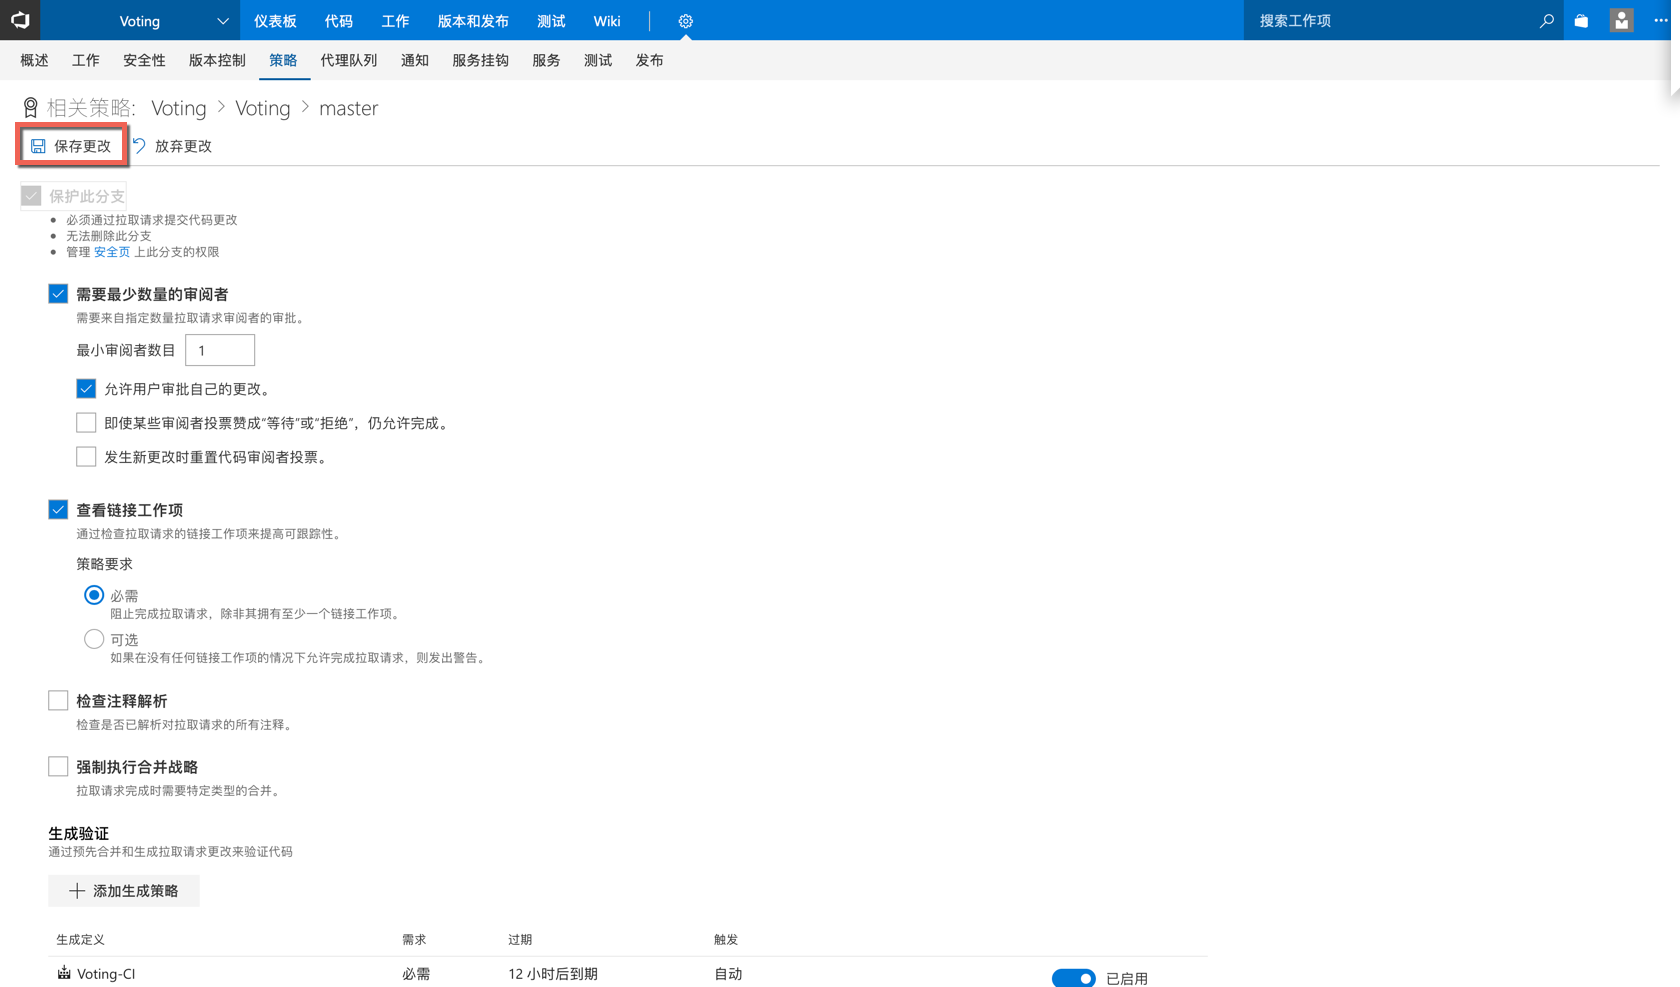 Voting 仪表板 代码 工作 版本和发布 测试 Wiki 搜索工作项
概述 工作 安全性 版本控制 策略 代理队列 通知 服务挂钩 服务 测试 发布
相关策略: Voting > Voting > master
保存更改 放弃更改
保护此分支
必须通过拉取请求提交代码更改
无法删除此分支
管理 安全页 上此分支的权限
需要最少数量的审阅者
需要来自指定数量拉取请求审阅者的审批。
最小审阅者数目 1
允许用户审批自己的更改。
即使某些审阅者投票赞成“等待”或“拒绝”，仍允许完成。
发生新更改时重置代码审阅者投票。
查看链接工作项
通过检查拉取请求的链接工作项来提高可跟踪性。
策略要求
必需
阻止完成拉取请求，除非其拥有至少一个链接工作项。
可选
如果在没有任何链接工作项的情况下允许完成拉取请求，则发出警告。
检查注释解析
检查是否已解析对拉取请求的所有注释。
强制执行合并战略
拉取请求完成时需要特定类型的合并。
生成验证
通过预先合并和生成拉取请求更改来验证代码
添加生成策略
生成定义 需求 过期 触发
Voting-CI 必需 12 小时后到期 自动 已启用